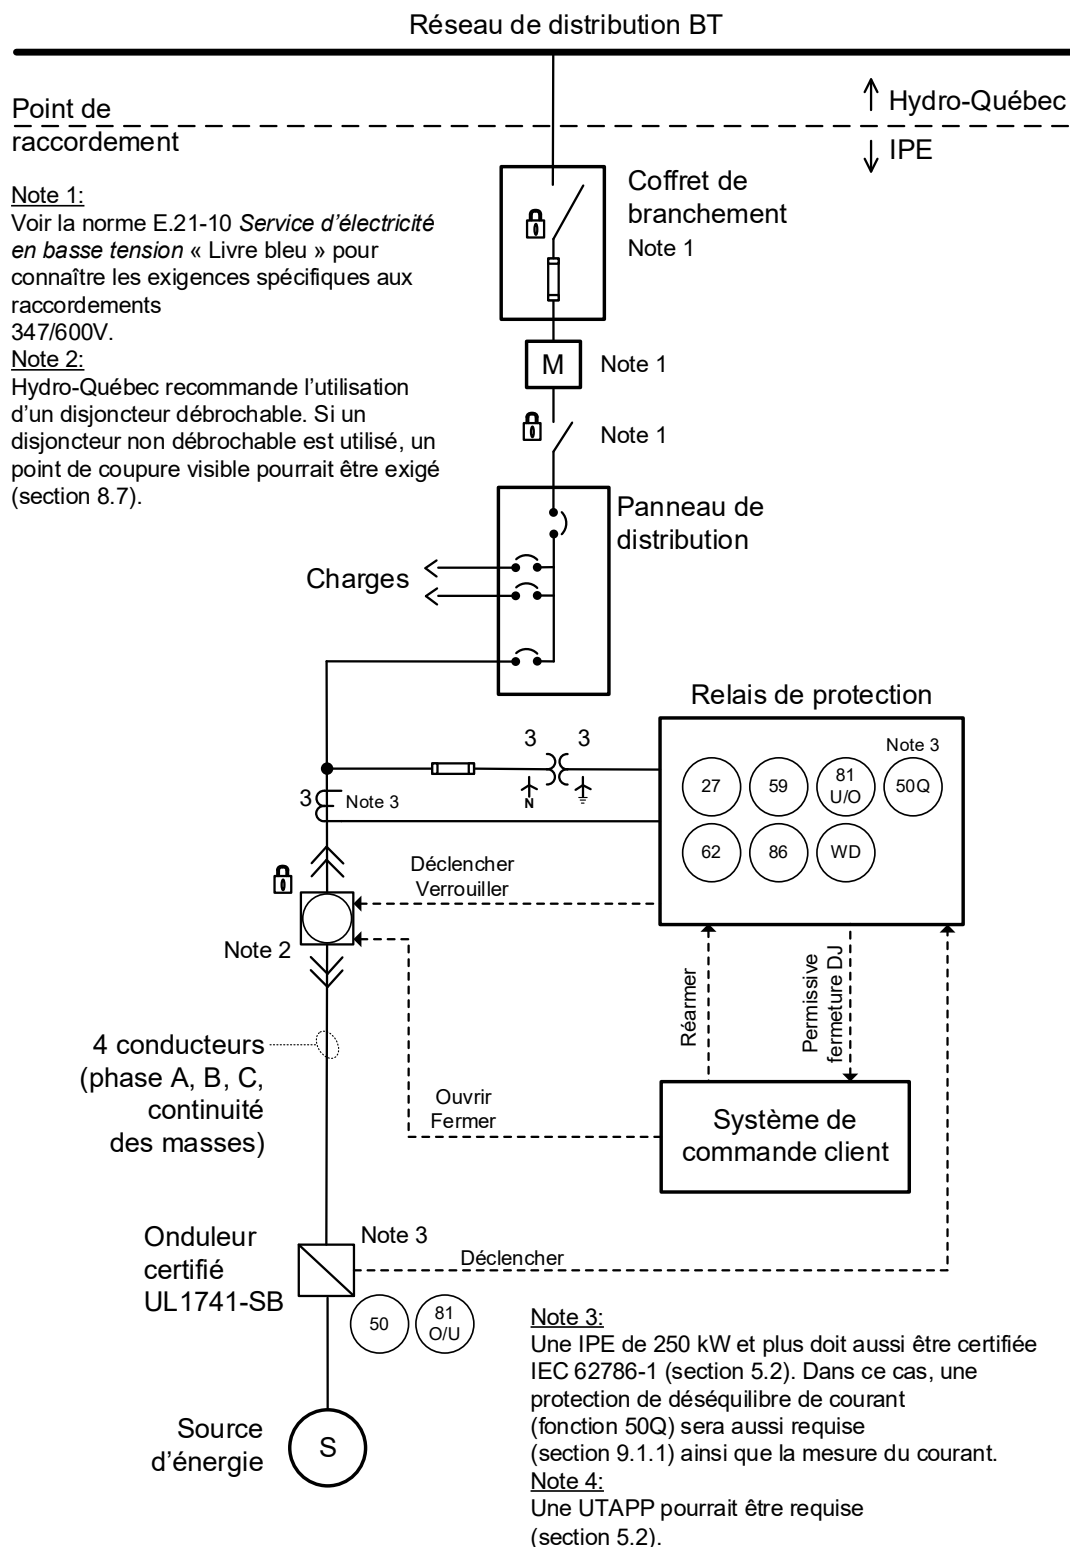 Réseau de distribution BT
Point de
raccordement
Hydro-Québec
IPE
Note 1:
Voir la norme E.21-10 Service d'électricité
en basse tension « Livre bleu » pour
connaître les exigences spécifiques aux
raccordements
347/600V.
Note 2:
Hydro-Québec recommande l'utilisation
d'un disjoncteur débrochable. Si un
disjoncteur non débrochable est utilisé, un
point de coupure visible pourrait être exigé
(section 8.7).
Coffret de
branchement
Note 1
M
Note 1
Note 1
Panneau de
distribution
Charges
Relais de protection
3 3
N
Note 3
27
59
81
U/O
50Q
62
86
WD
3
Note 3
Déclencher
Verrouiller
Note 2
Réarmer
Permissive
fermeture DJ
4 conducteurs
(phase A, B, C,
continuité
des masses)
Ouvrir
Fermer
Système de
commande client
Onduleur
certifié
UL1741-SB
Note 3
Déclencher
50
81
O/U
Source
d'énergie
S
Note 3:
Une IPE de 250 kW et plus doit aussi être certifiée
IEC 62786-1 (section 5.2). Dans ce cas, une
protection de déséquilibre de courant
(fonction 50Q) sera aussi requise
(section 9.1.1) ainsi que la mesure du courant.
Note 4:
Une UTAPP pourrait être requise
(section 5.2).